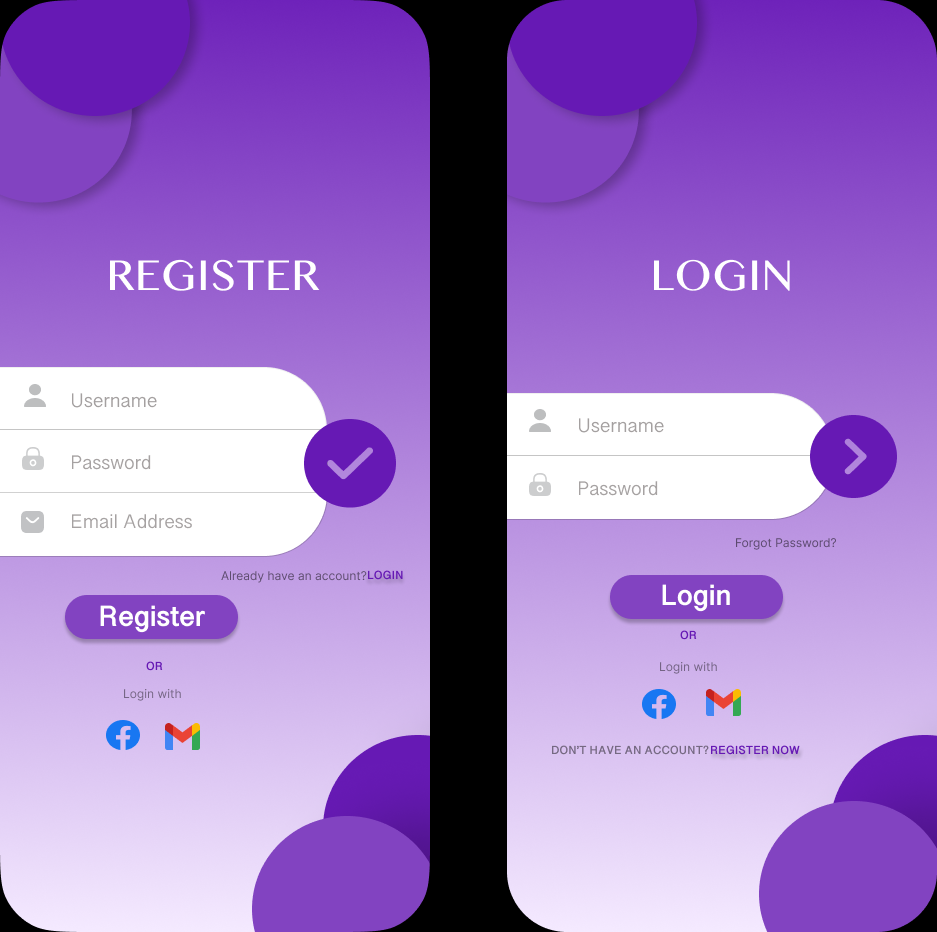 REGISTER
Username
Password
Email Address
Already have an account?LOGIN
Register
OR
Login with
LOGIN
Username
Password
Forgot Password?
Login
OR
Login with
DON'T HAVE AN ACCOUNT?REGISTER NOW